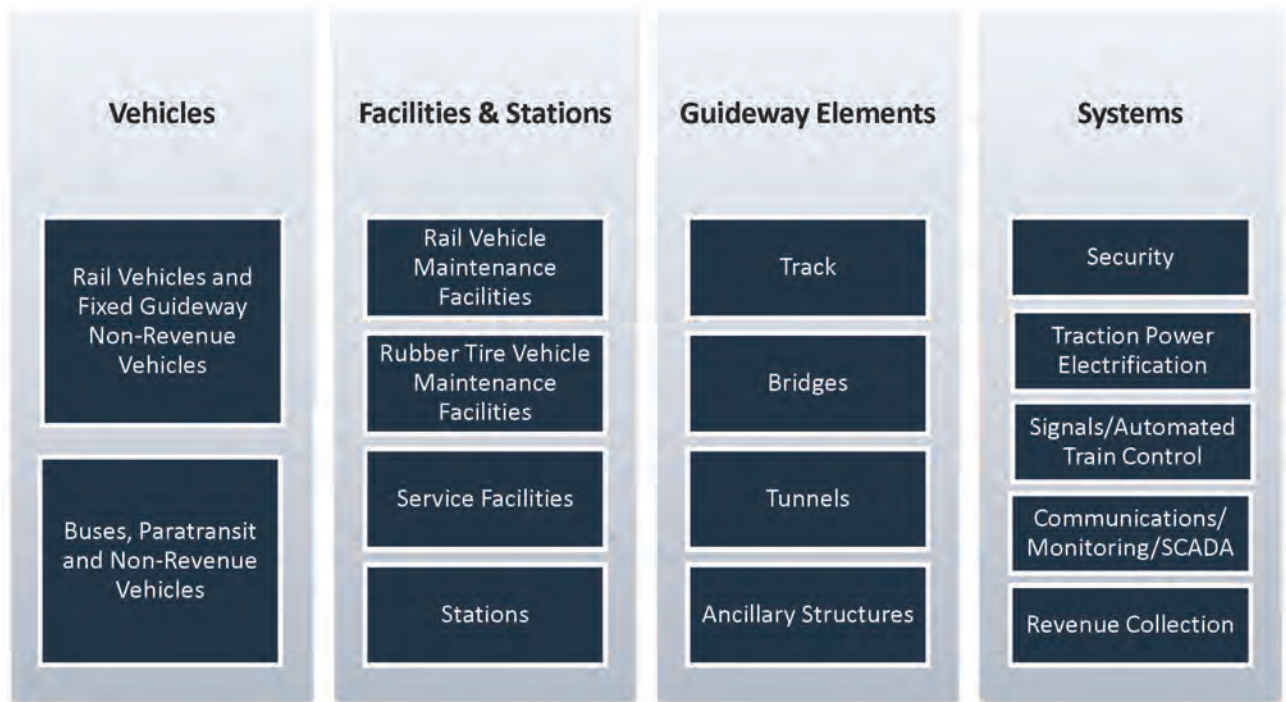 Vehicles
Rail Vehicles and
Fixed Guideway
Non-Revenue
Vehicles
Buses, Paratransit
and Non-Revenue
Vehicles
Facilities & Stations
Rail Vehicle
Maintenance
Facilities
Rubber Tire Vehicle
Maintenance
Facilities
Service Facilities
Stations
Guideway Elements
Track
Bridges
Tunnels
Ancillary Structures
Systems
Security
Traction Power
Electrification
Signals/Automated
Train Control
Communications/
Monitoring/SCADA
Revenue Collection